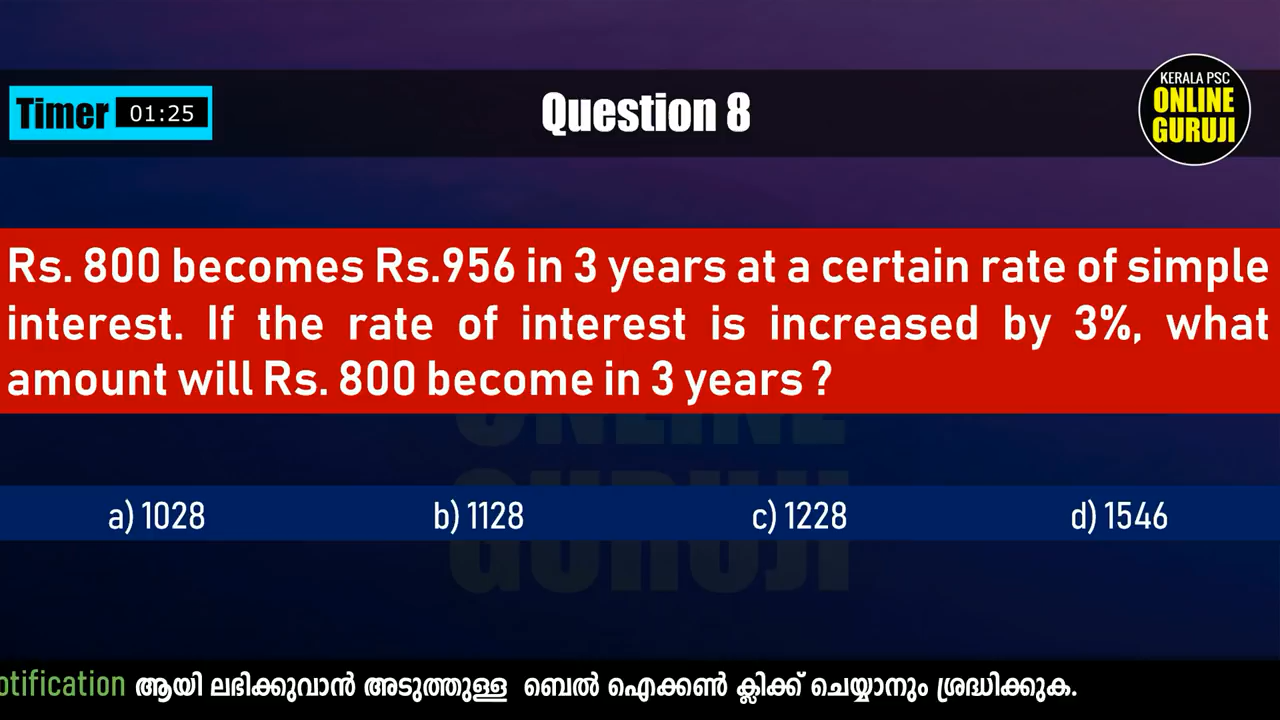 Timer 01:25
Question 8
KERALA PSC
ONLINE
GURUJI
Rs. 800 becomes Rs.956 in 3 years at a certain rate of simple
interest. If the rate of interest is increased by 3%, what
amount will Rs. 800 become in 3 years ?
ONLINE
GURUJI
a) 1028 b) 1128 c) 1228 d) 1546
otification ആയി ലഭിക്കുവാൻ അടുത്തുള്ള ബെൽ ഐക്കൺ ക്ലിക്ക് ചെയ്യാനും ശ്രദ്ധിക്കുക.